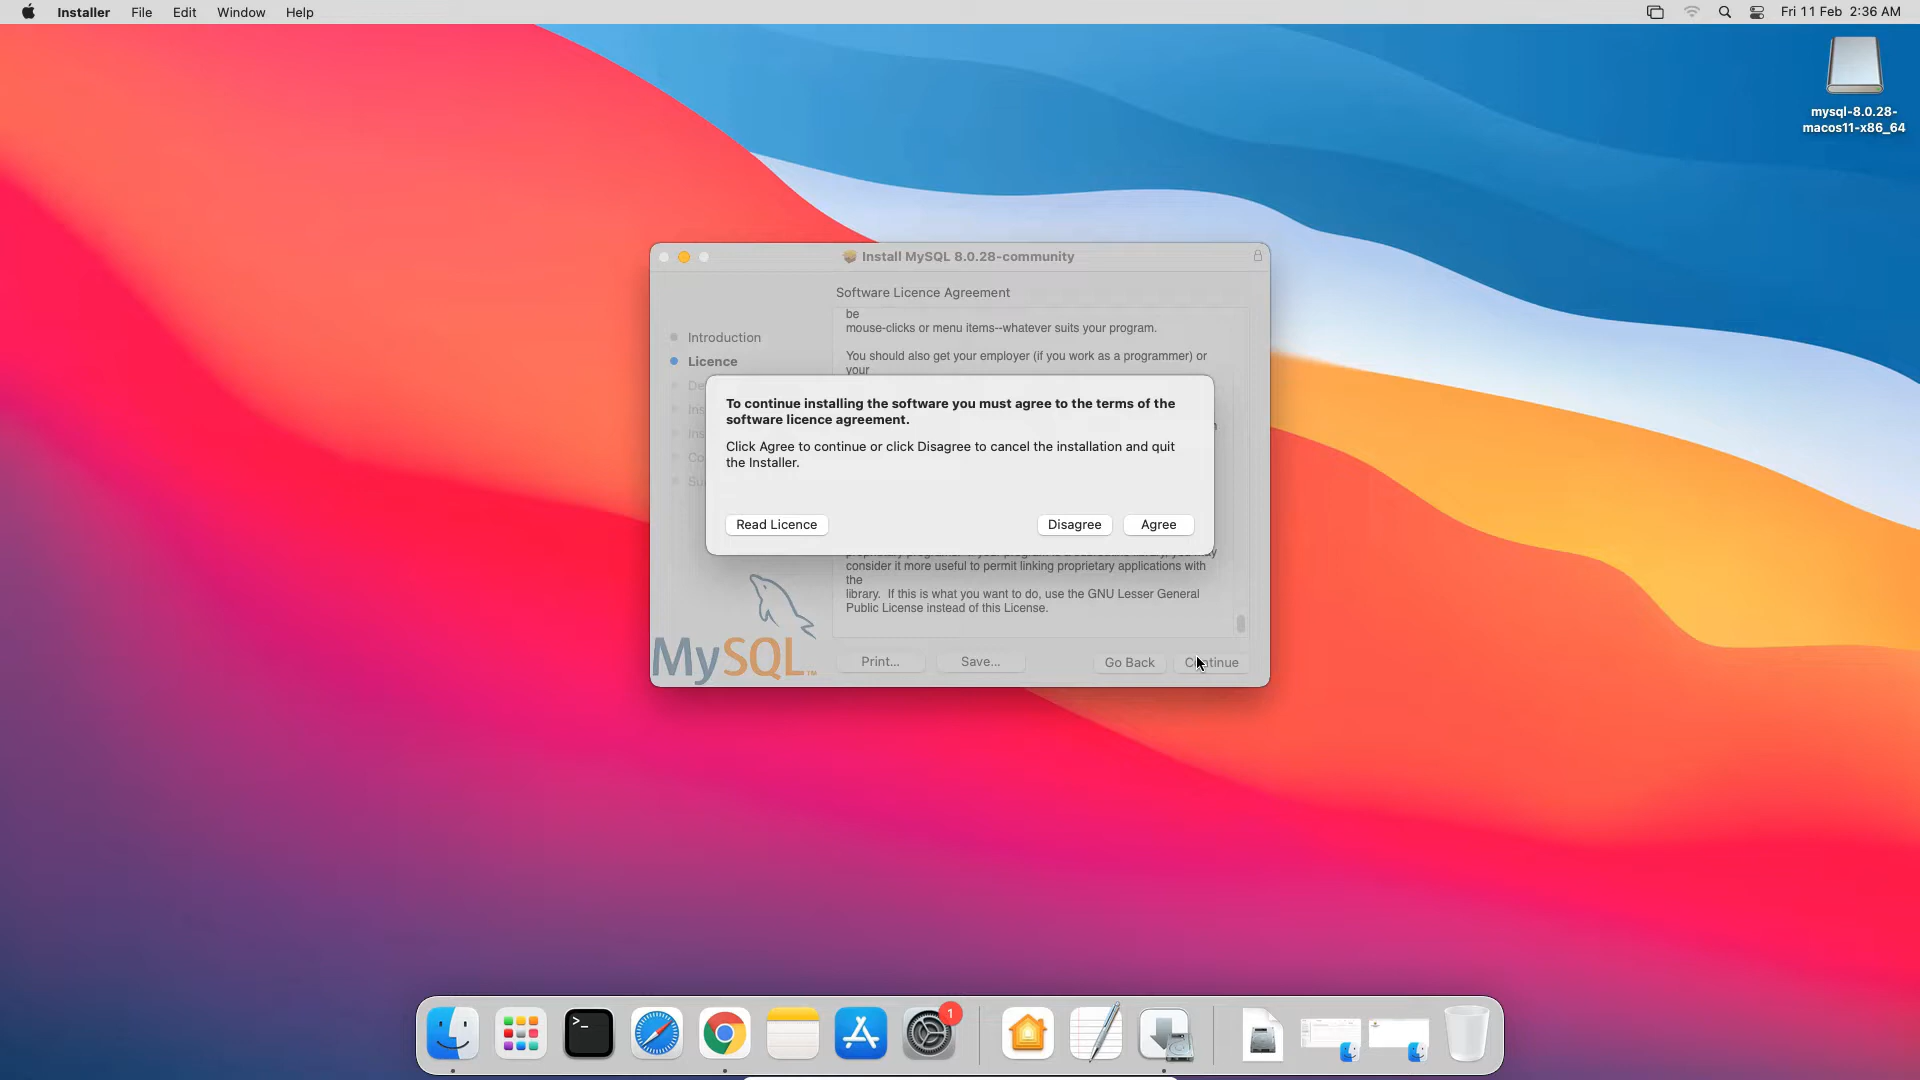 Installer File Edit Window Help
Fri 11 Feb 2:36 AM
mysql-8.0.28-
macos11-x86_64
Install MySQL 8.0.28-community
Software Licence Agreement
Introduction
Licence
be
mouse-clicks or menu items--whatever suits your program.
You should also get your employer (if you work as a programmer) or
your
To continue installing the software you must agree to the terms of the
software licence agreement.
Click Agree to continue or click Disagree to cancel the installation and quit
the Installer.
Read Licence Disagree Agree
consider it more useful to permit linking proprietary applications with
the
library. If this is what you want to do, use the GNU Lesser General
Public License instead of this License.
MySQL™
Print... Save... Go Back Continue
1